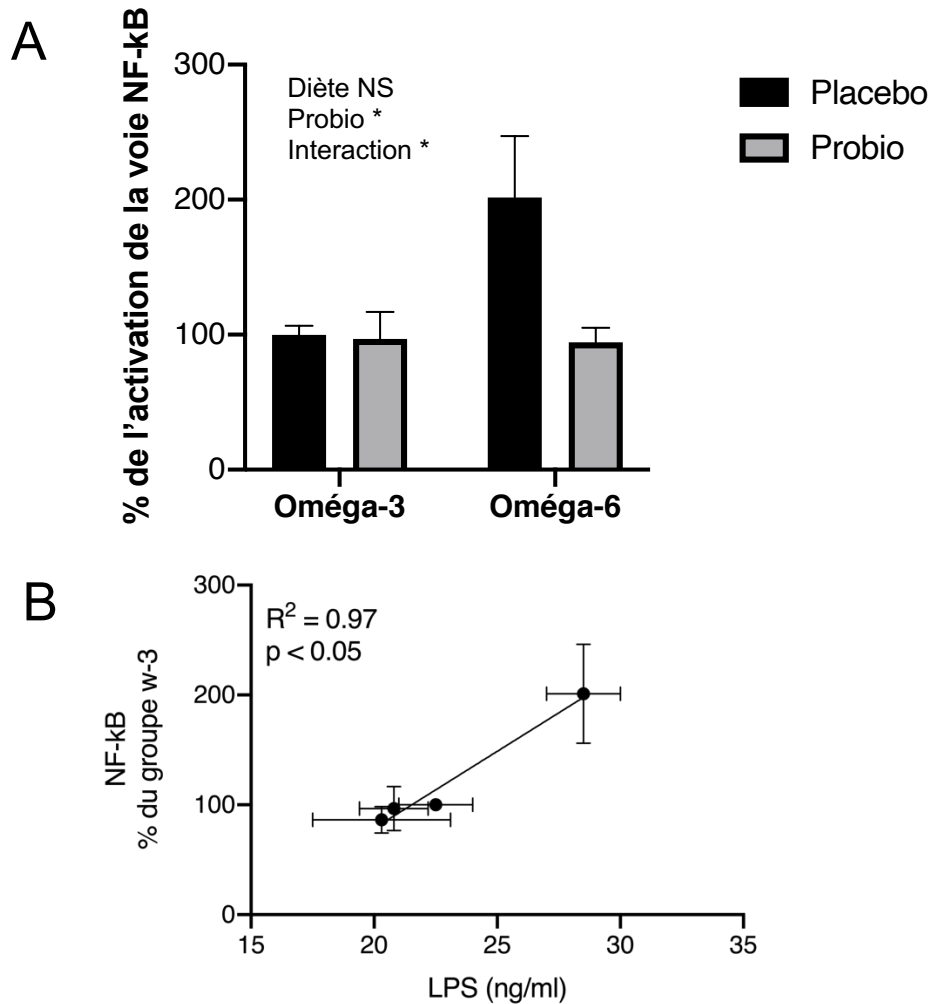 A
% de l'activation de la voie NF-kB
300
200
100
0
Diète NS
Probio *
Interaction *
Placebo
Probio
Oméga-3
Oméga-6
B
NF-kB
% du groupe w-3
300
200
100
0
R² = 0.97
p < 0.05
15
20
25
30
35
LPS (ng/ml)